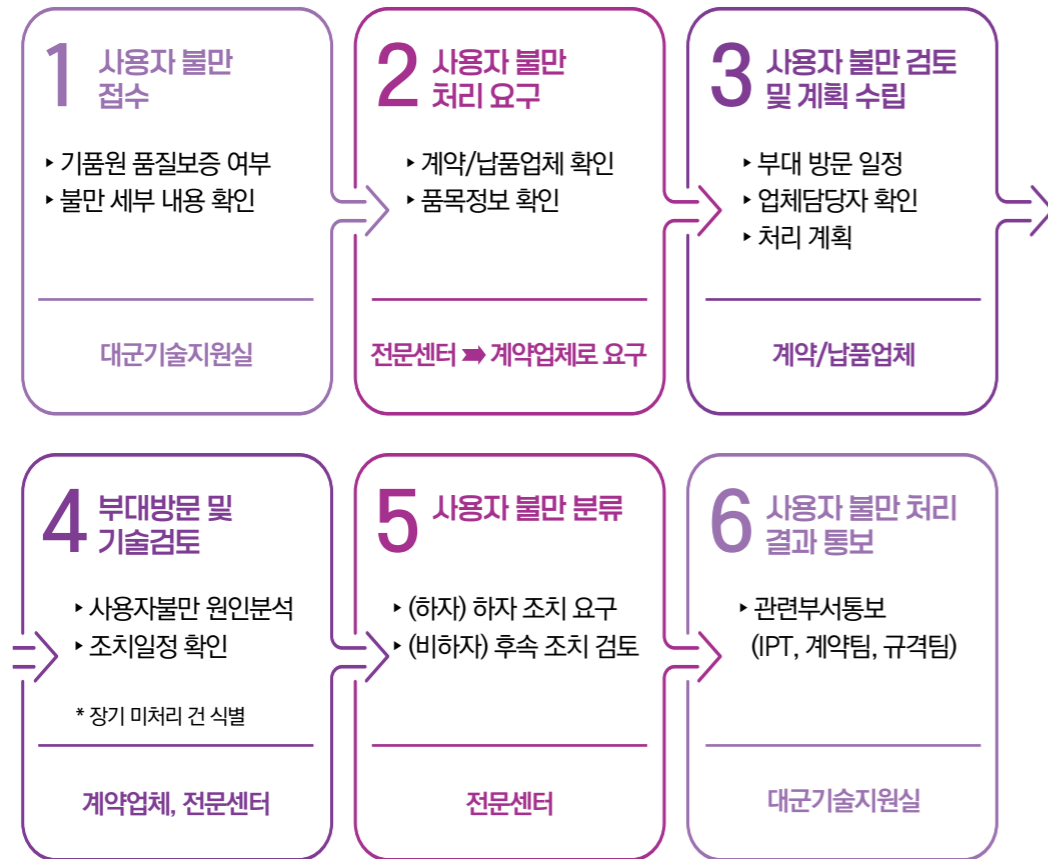 1 사용자 불만
접수
▸ 기품원 품질보증 여부
▸ 불만 세부 내용 확인
대군기술지원실
2 사용자 불만
처리 요구
▸ 계약/납품업체 확인
▸ 품목정보 확인
전문센터 ➡ 계약업체로 요구
3 사용자 불만 검토
및 계획 수립
▸ 부대 방문 일정
▸ 업체담당자 확인
▸ 처리 계획
계약/납품업체
4 부대방문 및
기술검토
▸ 사용자불만 원인분석
▸ 조치일정 확인
* 장기 미처리 건 식별
계약업체, 전문센터
5 사용자 불만 분류
▸ (하자) 하자 조치 요구
▸ (비하자) 후속 조치 검토
전문센터
6 사용자 불만 처리
결과 통보
▸ 관련부서통보
(IPT, 계약팀, 규격팀)
대군기술지원실